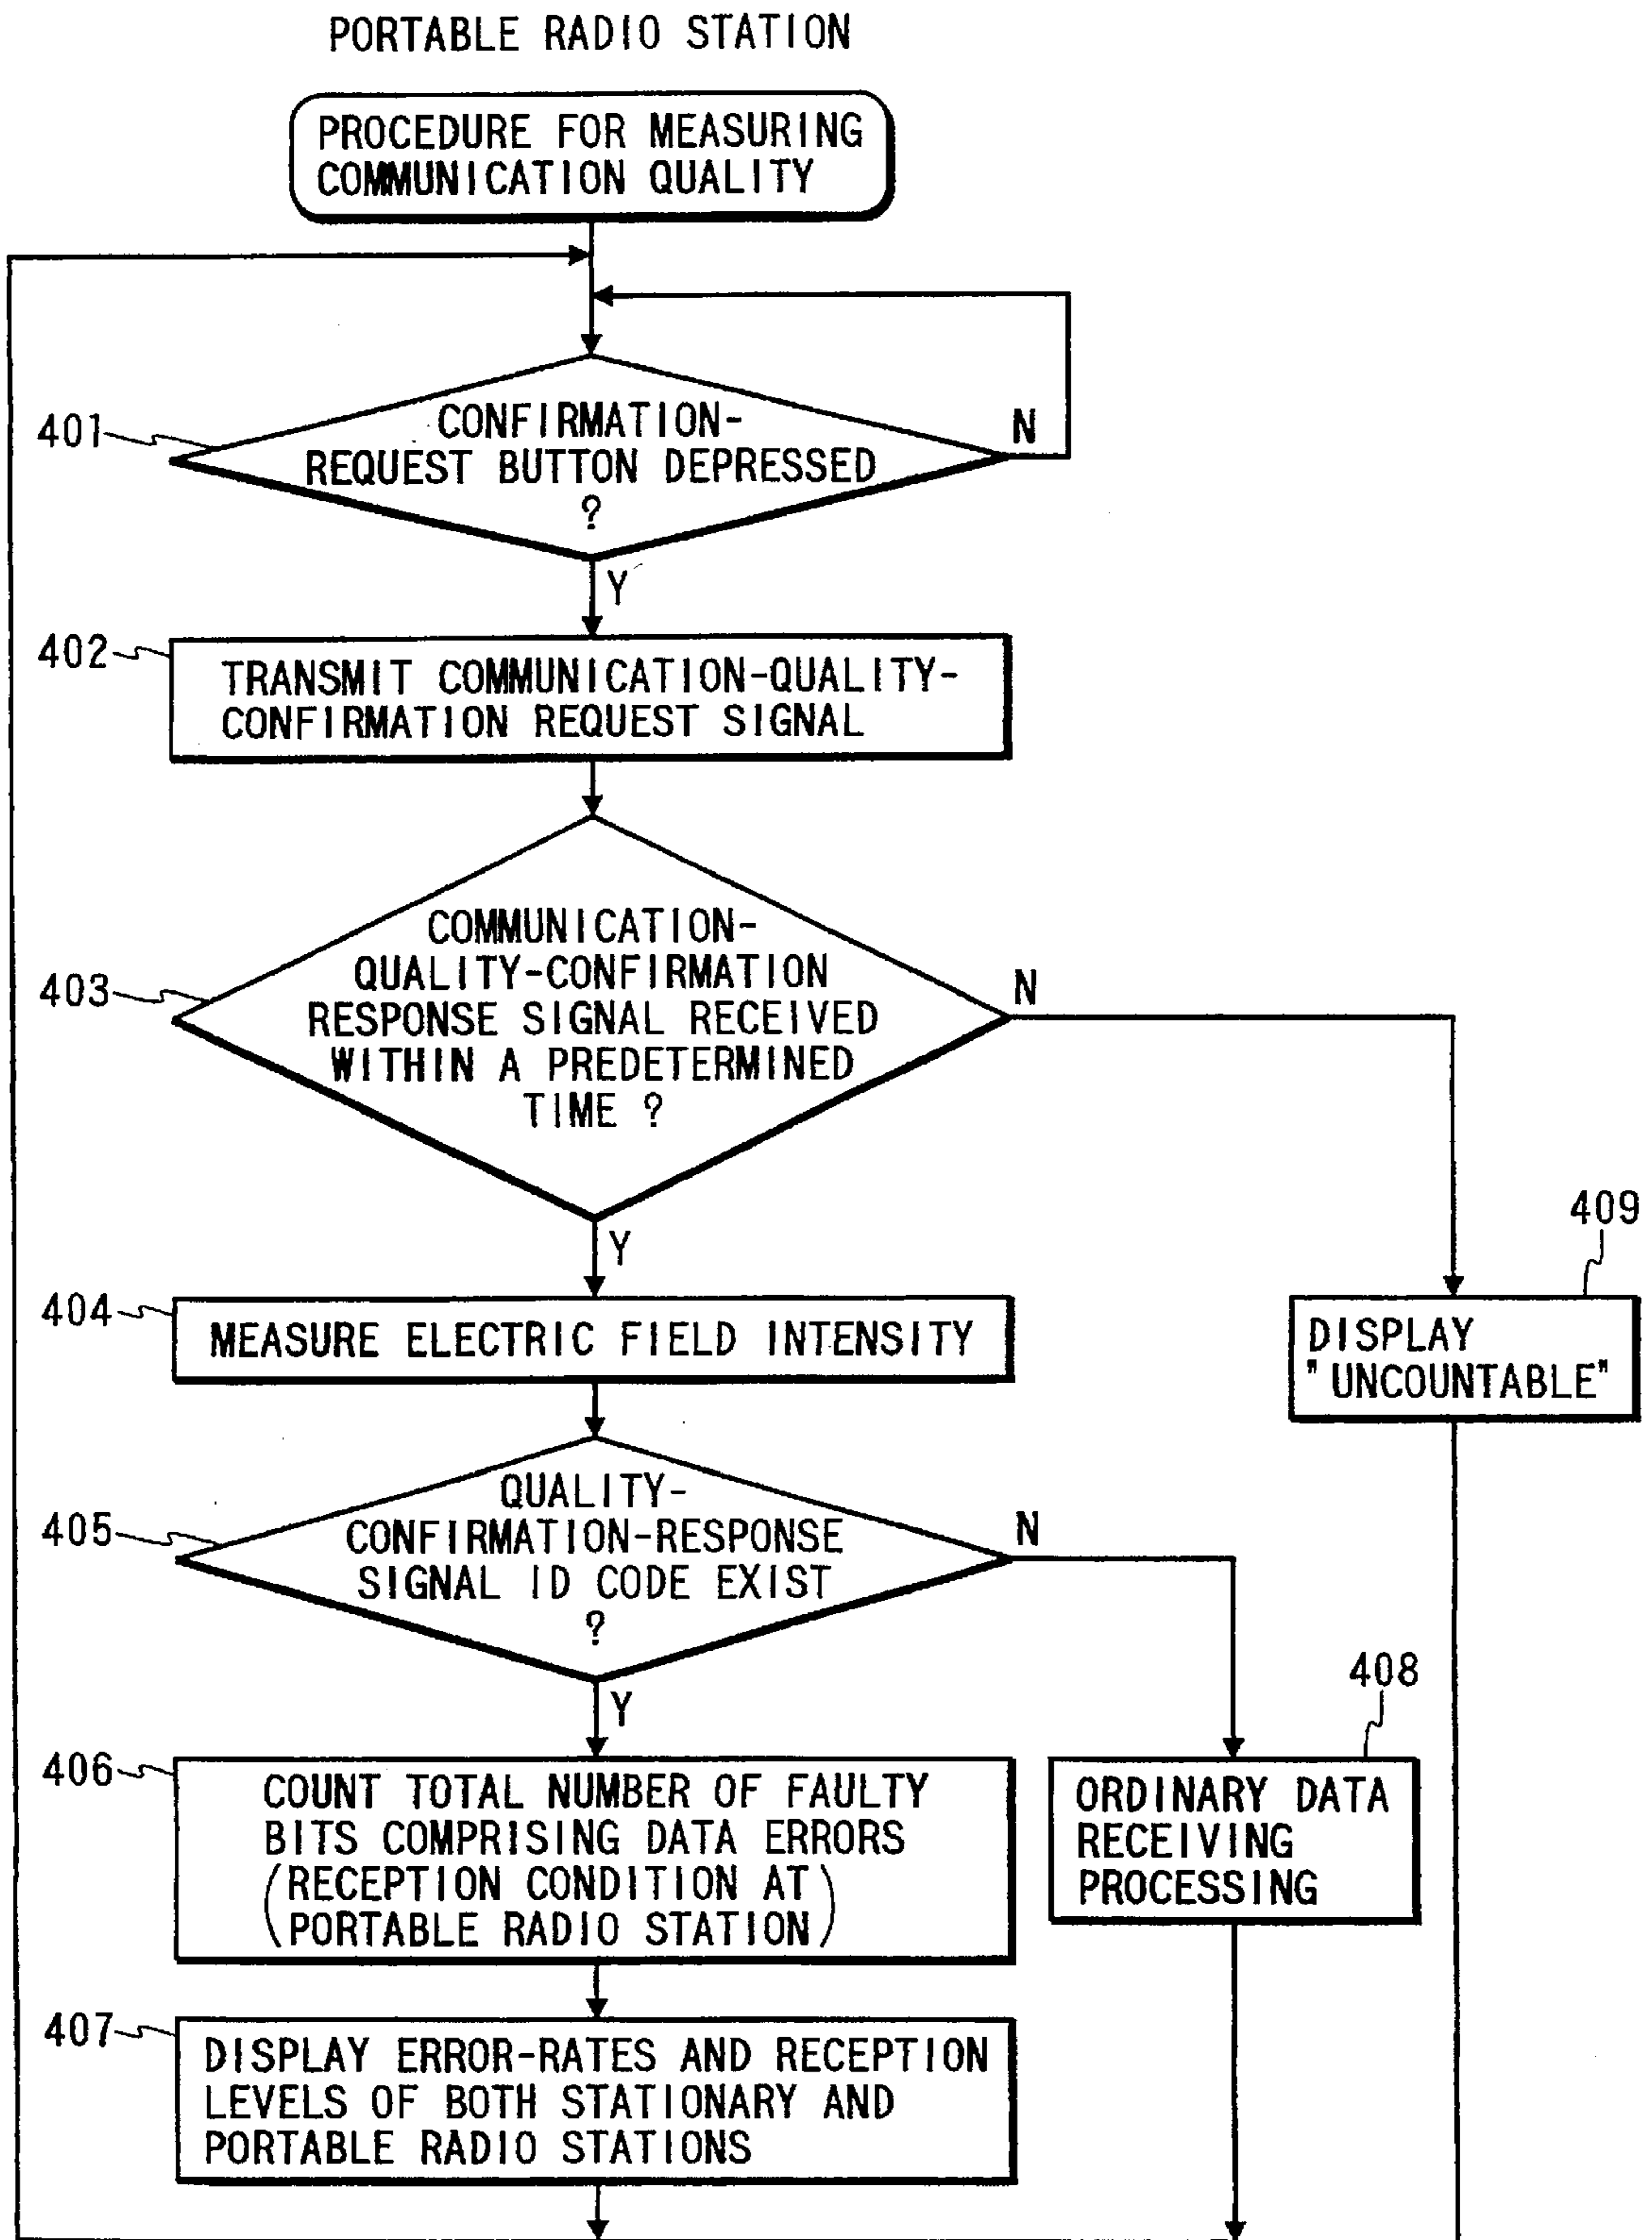 PORTABLE RADIO STATION
PROCEDURE FOR MEASURING
COMMUNICATION QUALITY
401
CONFIRMATION-
REQUEST BUTTON DEPRESSED
?
N
Y
402
TRANSMIT COMMUNICATION-QUALITY-
CONFIRMATION REQUEST SIGNAL
403
COMMUNICATION-
QUALITY-CONFIRMATION
RESPONSE SIGNAL RECEIVED
WITHIN A PREDETERMINED
TIME ?
N
Y
409
DISPLAY
"UNCOUNTABLE"
404
MEASURE ELECTRIC FIELD INTENSITY
405
QUALITY-
CONFIRMATION-RESPONSE
SIGNAL ID CODE EXIST
?
N
Y
408
ORDINARY DATA
RECEIVING
PROCESSING
406
COUNT TOTAL NUMBER OF FAULTY
BITS COMPRISING DATA ERRORS
(RECEPTION CONDITION AT
PORTABLE RADIO STATION)
407
DISPLAY ERROR-RATES AND RECEPTION
LEVELS OF BOTH STATIONARY AND
PORTABLE RADIO STATIONS